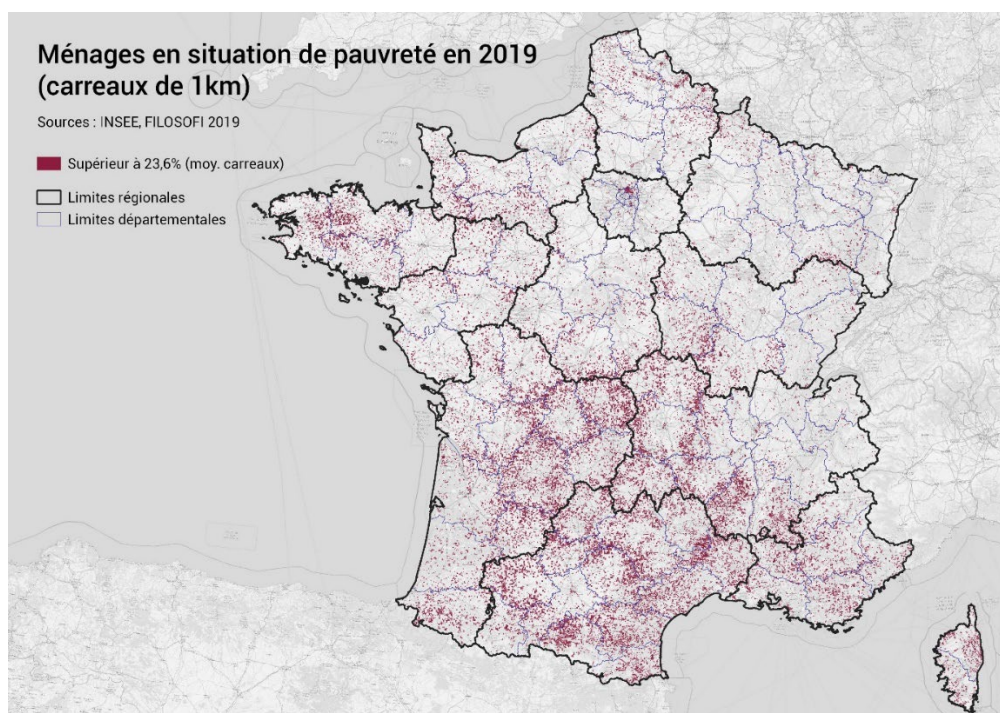 Ménages en situation de pauvreté en 2019
(carreaux de 1km)
Sources : INSEE, FILOSOFI 2019
Supérieur à 23,6% (moy. carreaux)
Limites régionales
Limites départementales